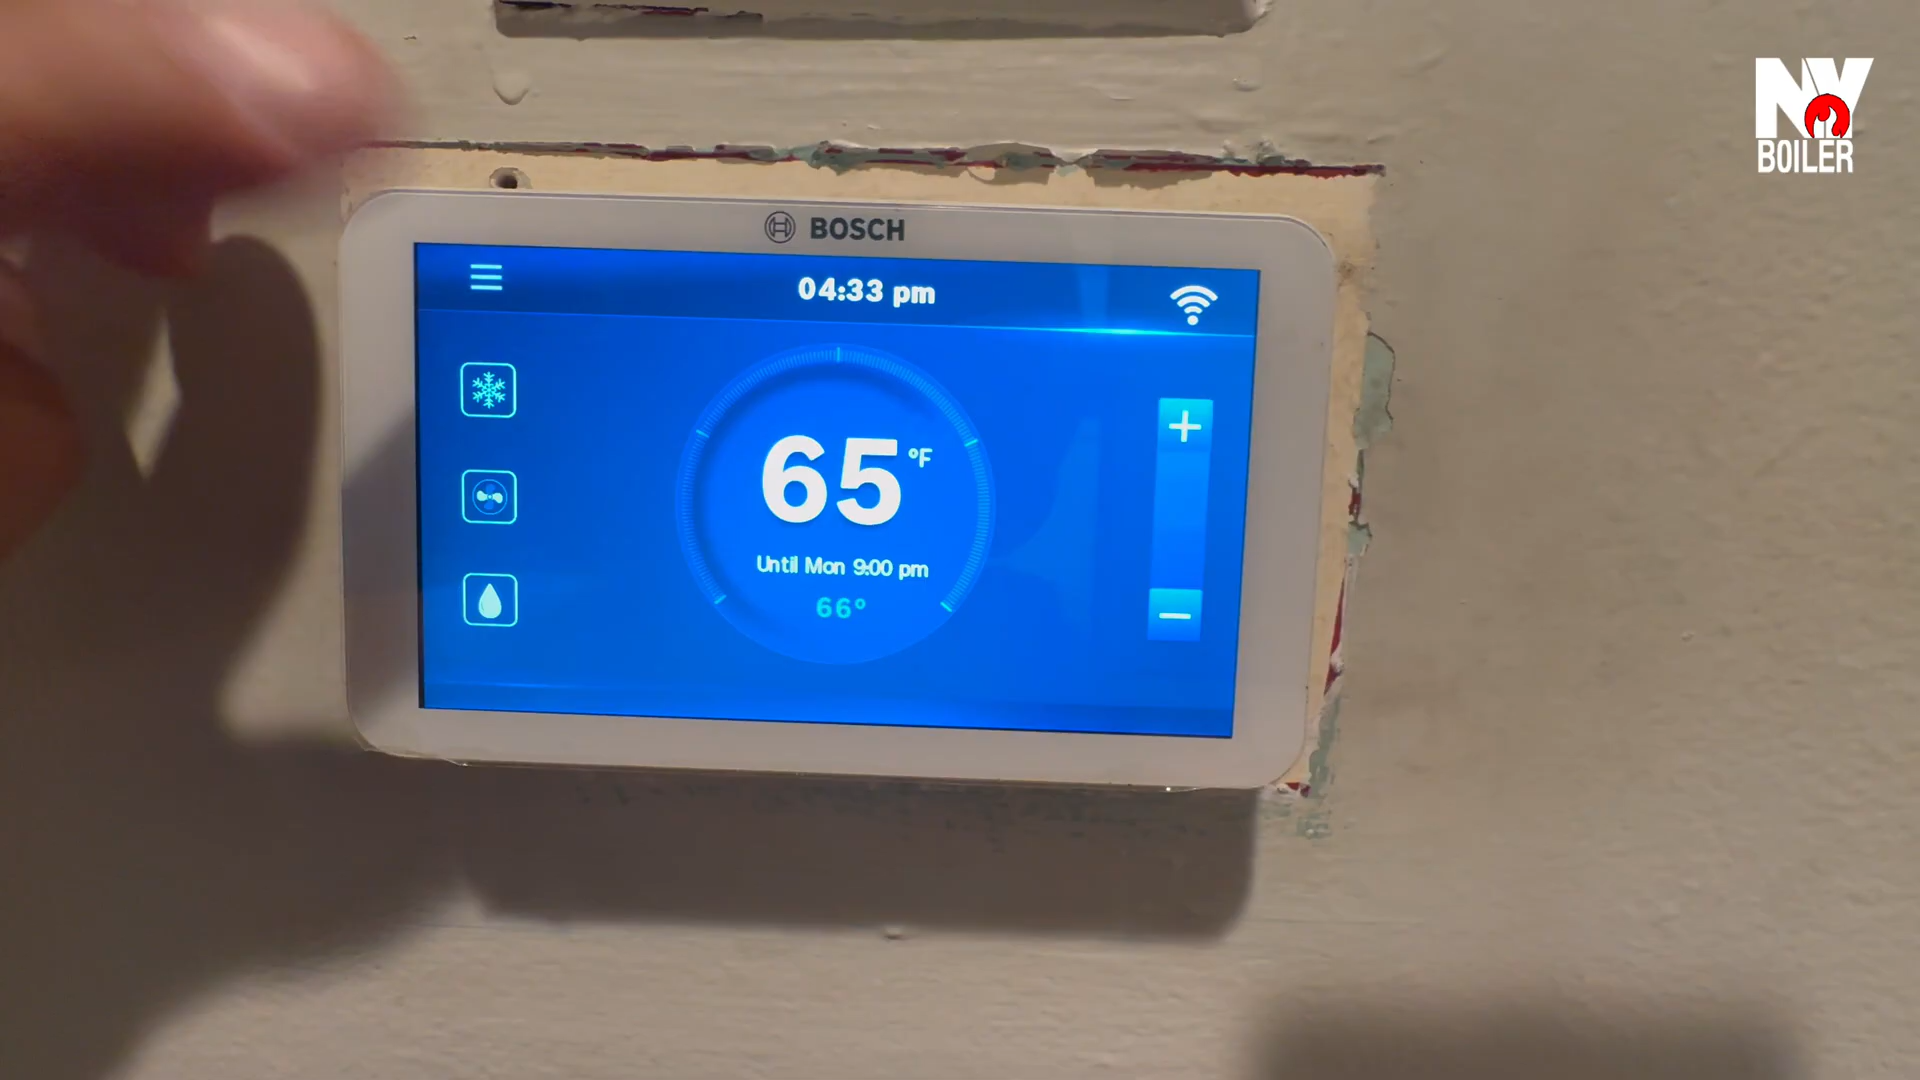 NY
BOILER
BOSCH
04:33 pm
65 °F
Until Mon 9:00 pm
66°